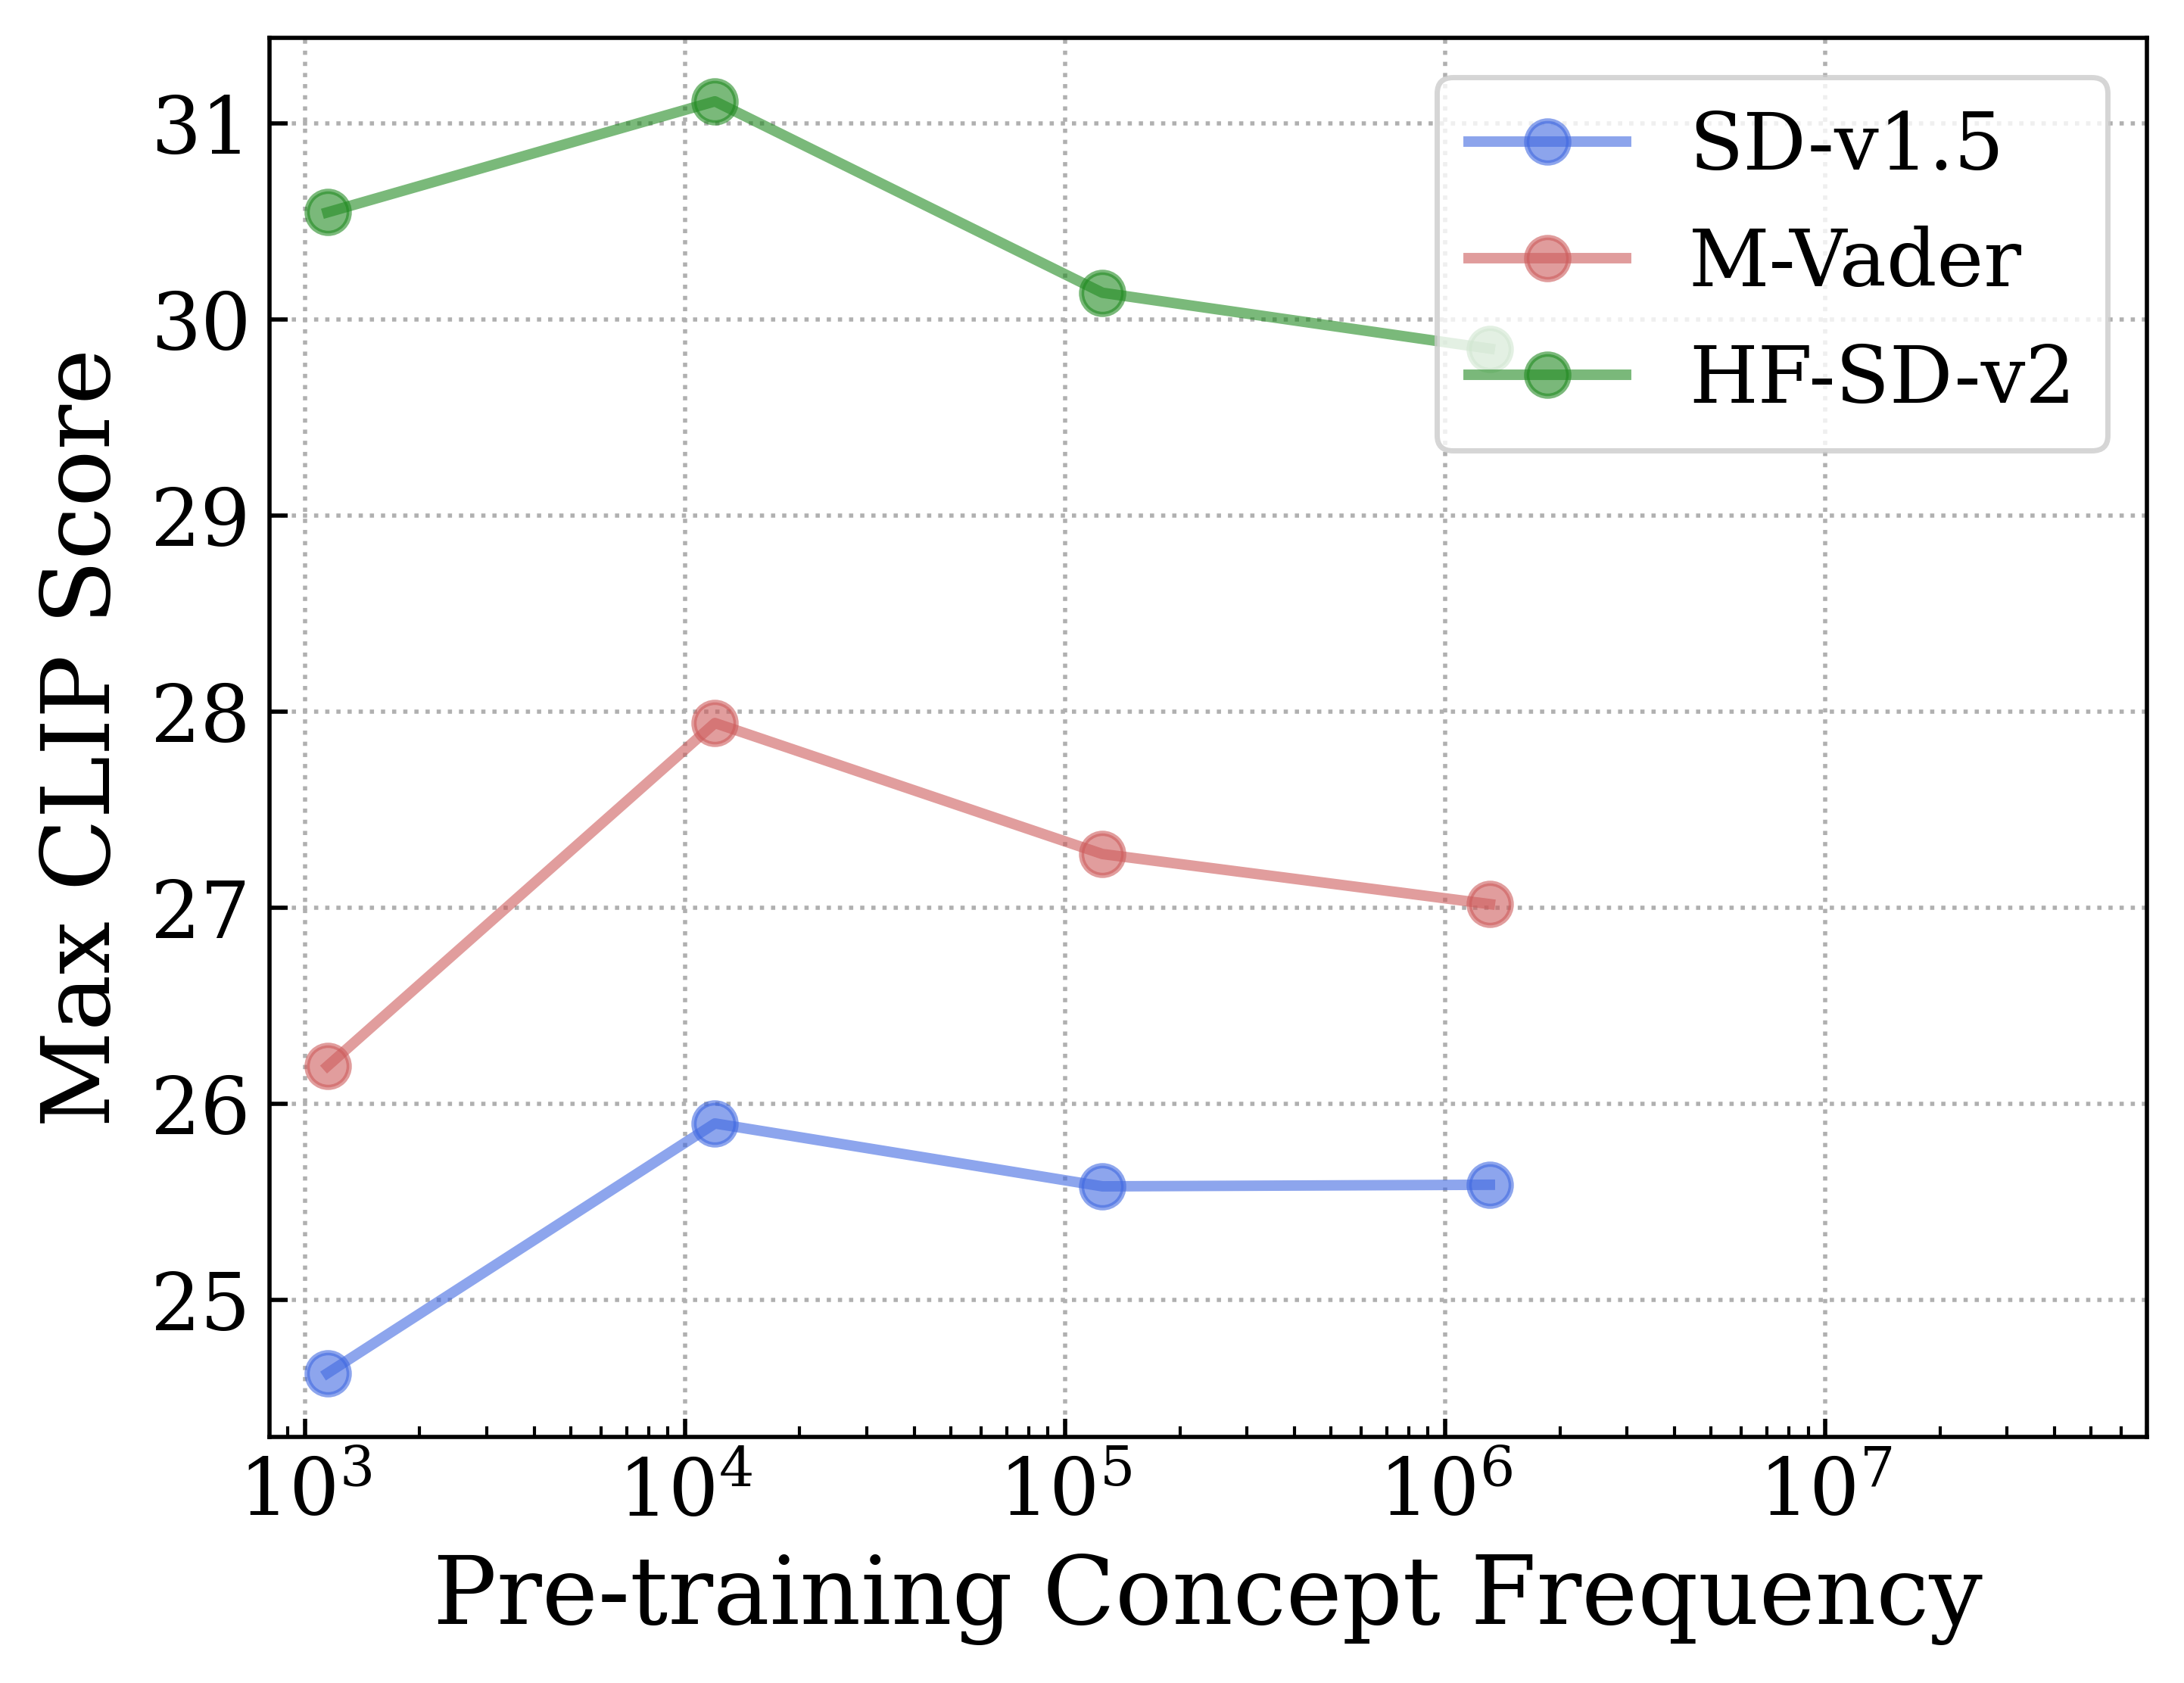 Max CLIP Score
31
30
29
28
27
26
25
SD-v1.5
M-Vader
HF-SD-v2
10³ 10⁴ 10⁵ 10⁶ 10⁷
Pre-training Concept Frequency